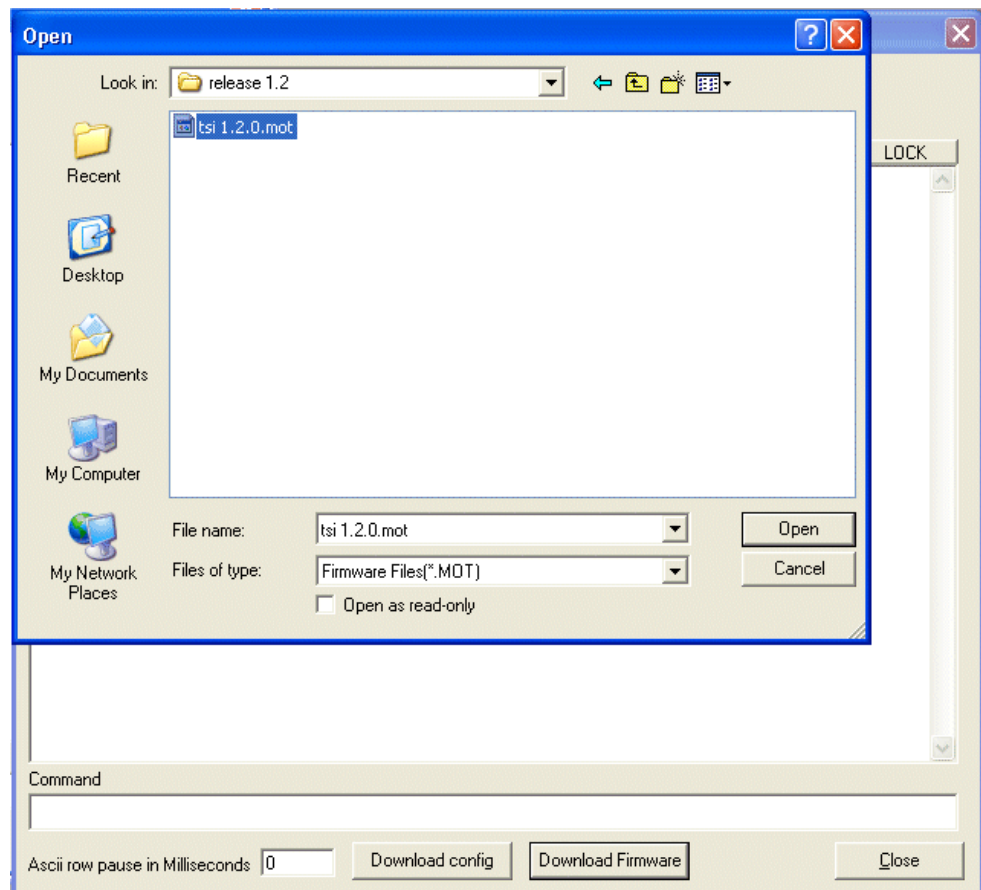 Open
Look in: release 1.2
tsi 1.2.0.mot
LOCK
Recent
Desktop
My Documents
My Computer
My Network
Places
File name: tsi 1.2.0.mot Open
Files of type: Firmware Files(*.MOT) Cancel
Open as read-only
Command
Ascii row pause in Milliseconds 0 Download config Download Firmware Close